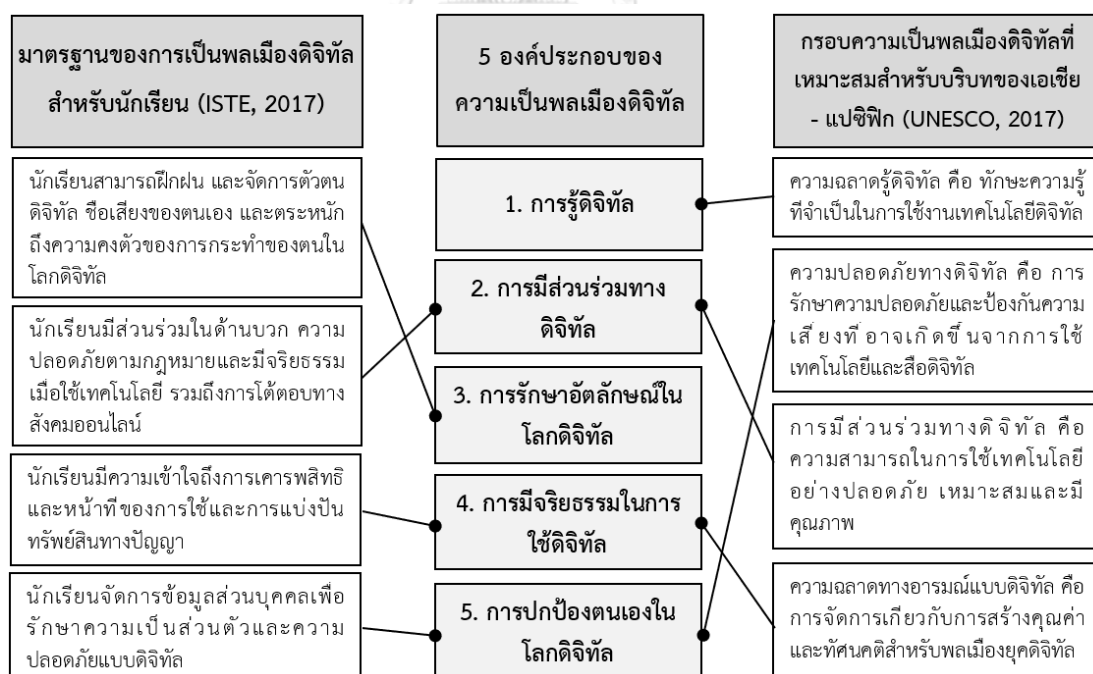 มาตรฐานของการเป็นพลเมืองดิจิทัล
สำหรับนักเรียน (ISTE, 2017)
นักเรียนสามารถฝึกฝน และจัดการตัวตน
ดิจิทัล ชื่อเสียงของตนเอง และตระหนัก
ถึงความคงตัวของการกระทำของตนใน
โลกดิจิทัล
นักเรียนมีส่วนร่วมในด้านบวก ความ
ปลอดภัยตามกฎหมายและมีจริยธรรม
เมื่อใช้เทคโนโลยี รวมถึงการโต้ตอบทาง
สังคมออนไลน์
นักเรียนมีความเข้าใจถึงการเคารพสิทธิ
และหน้าที่ของการใช้และการแบ่งปัน
ทรัพย์สินทางปัญญา
นักเรียนจัดการข้อมูลส่วนบุคคลเพื่อ
รักษาความเป็นส่วนตัวและความ
ปลอดภัยแบบดิจิทัล
5 องค์ประกอบของ
ความเป็นพลเมืองดิจิทัล
1. การรู้ดิจิทัล
2. การมีส่วนร่วมทาง
ดิจิทัล
3. การรักษาอัตลักษณ์ใน
โลกดิจิทัล
4. การมีจริยธรรมในการ
ใช้ดิจิทัล
5. การปกป้องตนเองใน
โลกดิจิทัล
กรอบความเป็นพลเมืองดิจิทัลที่
เหมาะสมสำหรับบริบทของเอเชีย
- แปซิฟิก (UNESCO, 2017)
ความฉลาดรู้ดิจิทัล คือ ทักษะความรู้
ที่จำเป็นในการใช้งานเทคโนโลยีดิจิทัล
ความปลอดภัยทางดิจิทัล คือ การ
รักษาความปลอดภัยและป้องกันความ
เสี่ยงที่อาจเกิดขึ้นจากการใช้
เทคโนโลยีและสื่อดิจิทัล
การมีส่วนร่วมทางดิจิทัล คือ
ความสามารถในการใช้เทคโนโลยี
อย่างปลอดภัย เหมาะสมและมี
คุณภาพ
ความฉลาดทางอารมณ์แบบดิจิทัล คือ
การจัดการเกี่ยวกับการสร้างคุณค่า
และทัศนคติสำหรับพลเมืองยุคดิจิทัล